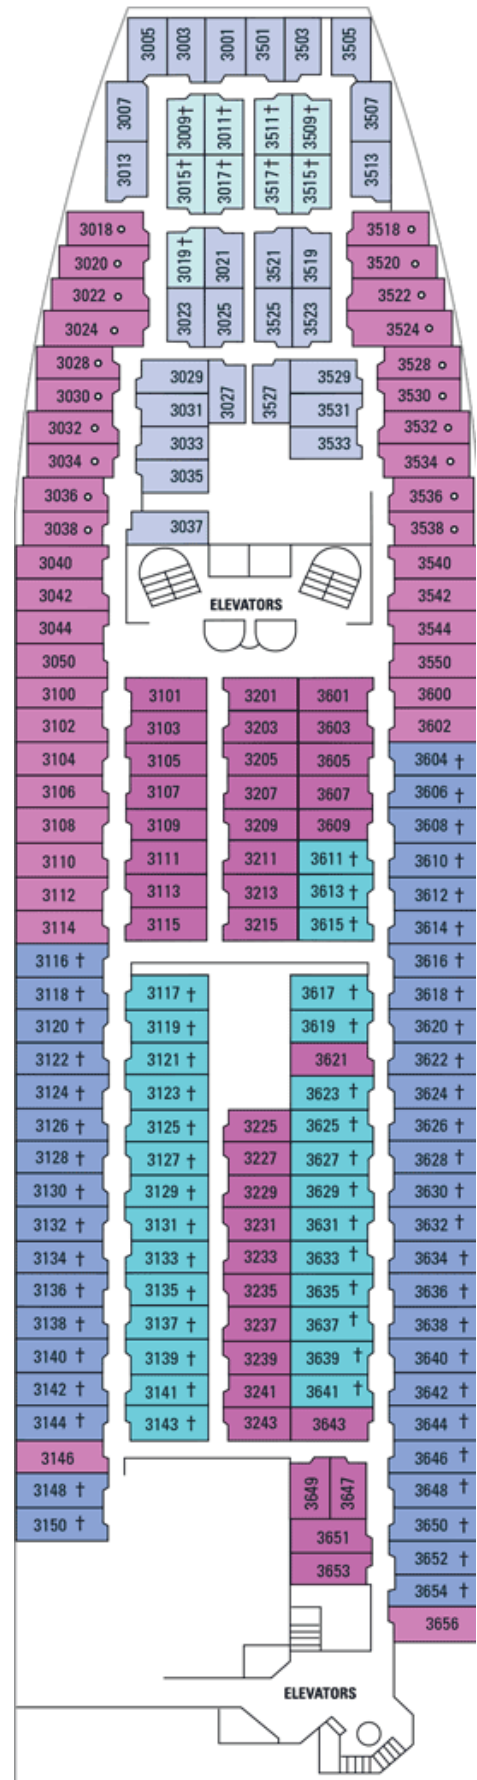 3005 3003 3001 3501 3503 3505
3007 3009† 3011† 3511† 3509† 3507
3013 3015† 3017† 3517† 3515† 3513
3018 o 3518 o
3019† 3021 3521 3519
3020 o 3520 o
3022 o 3522 o
3023 3025 3525 3523
3024 o 3524 o
3028 o 3029 3529 3528 o
3027 3527
3030 o 3031 3531 3530 o
3032 o 3033 3533 3532 o
3034 o 3035 3534 o
3036 o 3536 o
3038 o 3037 3538 o
3040 3540
3042 3542
ELEVATORS
3044 3544
3050 3550
3100 3101 3201 3601 3600
3102 3103 3203 3603 3602
3104 3105 3205 3605 3604 †
3106 3107 3207 3607 3606 †
3108 3109 3209 3609 3608 †
3110 3111 3211 3611 † 3610 †
3112 3113 3213 3613 † 3612 †
3114 3115 3215 3615 † 3614 †
3116 † 3616 †
3118 † 3117 † 3617 † 3618 †
3120 † 3119 † 3619 † 3620 †
3122 † 3121 † 3621 3622 †
3124 † 3123 † 3623 † 3624 †
3126 † 3125 † 3225 3625 † 3626 †
3128 † 3127 † 3227 3627 † 3628 †
3130 † 3129 † 3229 3629 † 3630 †
3132 † 3131 † 3231 3631 † 3632 †
3134 † 3133 † 3233 3633 † 3634 †
3136 † 3135 † 3235 3635 † 3636 †
3138 † 3137 † 3237 3637 † 3638 †
3140 † 3139 † 3239 3639 † 3640 †
3142 † 3141 † 3241 3641 † 3642 †
3144 † 3143 † 3243 3643 3644 †
3146 3646 †
3148 † 3649 3647 3648 †
3150 † 3651 3650 †
3653 3652 †
3654 †
3656
ELEVATORS